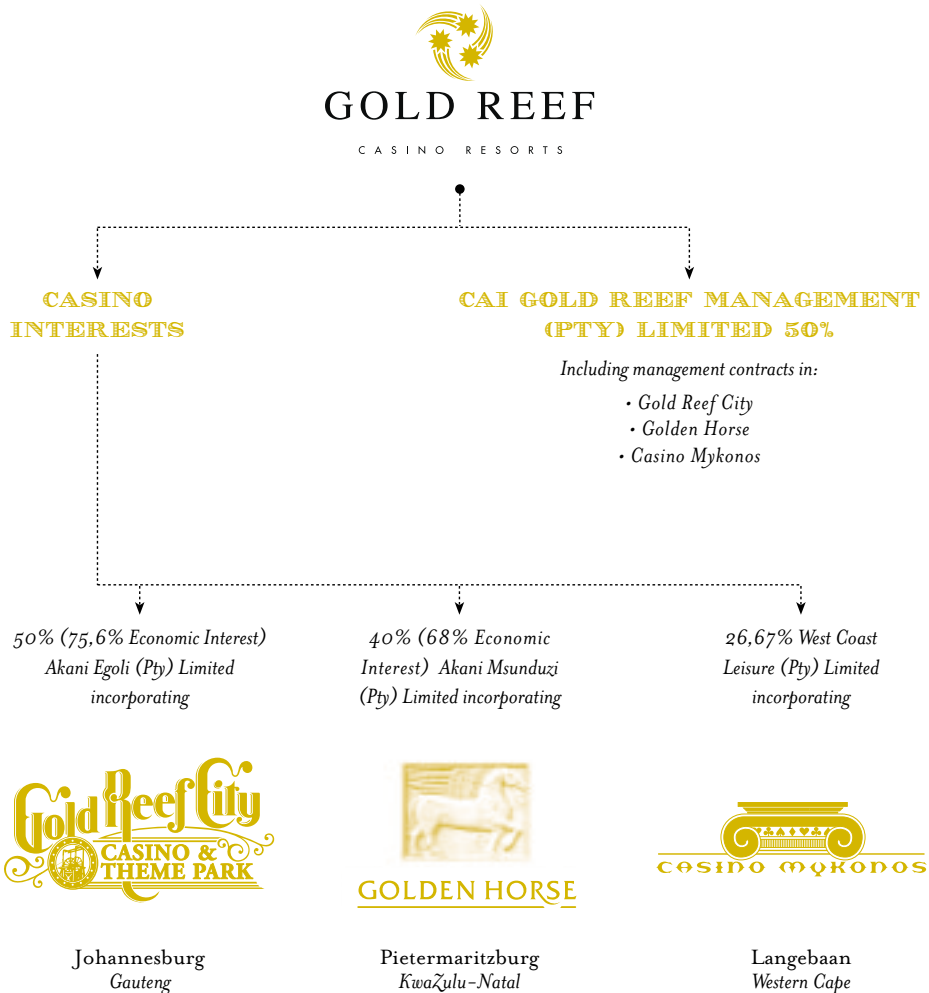 GOLD REEF
CASINO RESORTS
CASINO
INTERESTS
CAI GOLD REEF MANAGEMENT
(PTY) LIMITED 50%
Including management contracts in:
• Gold Reef City
• Golden Horse
• Casino Mykonos
50% (75,6% Economic Interest)
Akani Egoli (Pty) Limited
incorporating
40% (68% Economic
Interest) Akani Msunduzi
(Pty) Limited incorporating
26,67% West Coast
Leisure (Pty) Limited
incorporating
Gold Reef City
CASINO &
THEME PARK
GOLDEN HORSE
CASINO MYKONOS
Johannesburg
Gauteng
Pietermaritzburg
KwaZulu-Natal
Langebaan
Western Cape